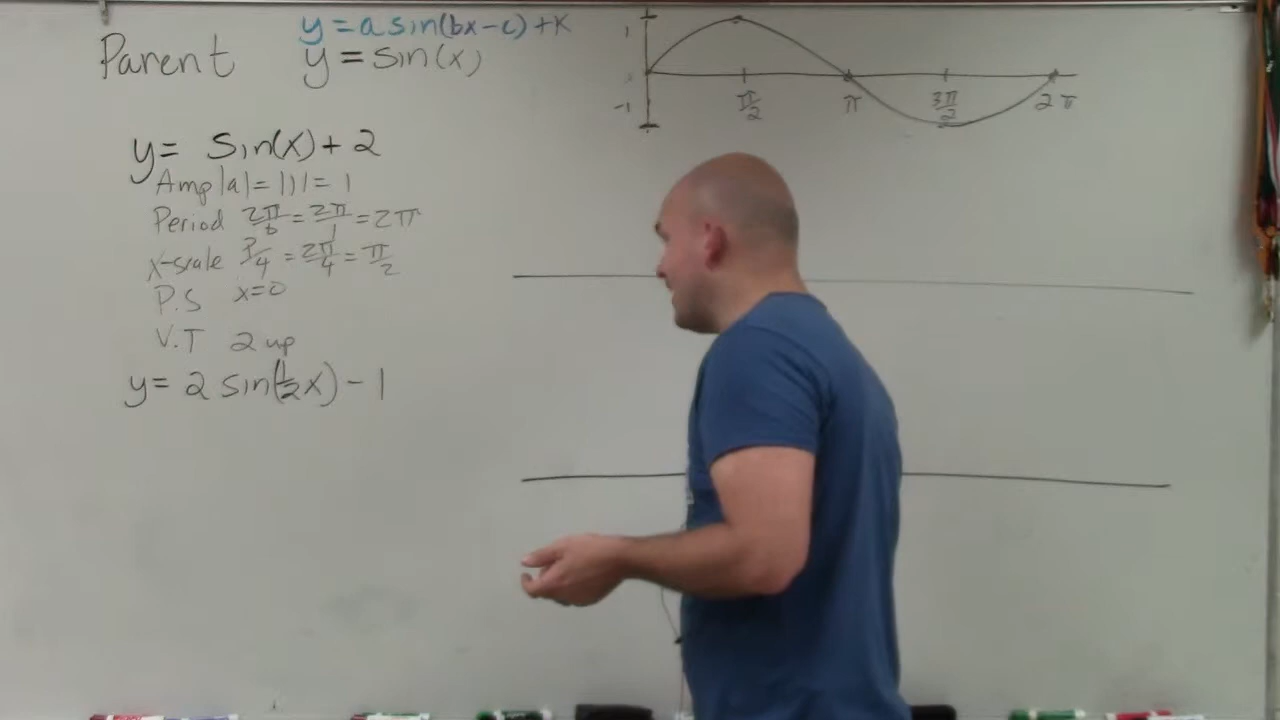 y = a sin(bx-c)+K
Parent y = sin(x)
1
-1
π/2 π 3π/2 2π
y = sin(x)+2
Amp |a| = |1| = 1
Period 2π/b = 2π/1 = 2π
x-scale P/4 = 2π/4 = π/2
P.S x=0
V.T 2 up
y = 2 sin(1/2x) - 1